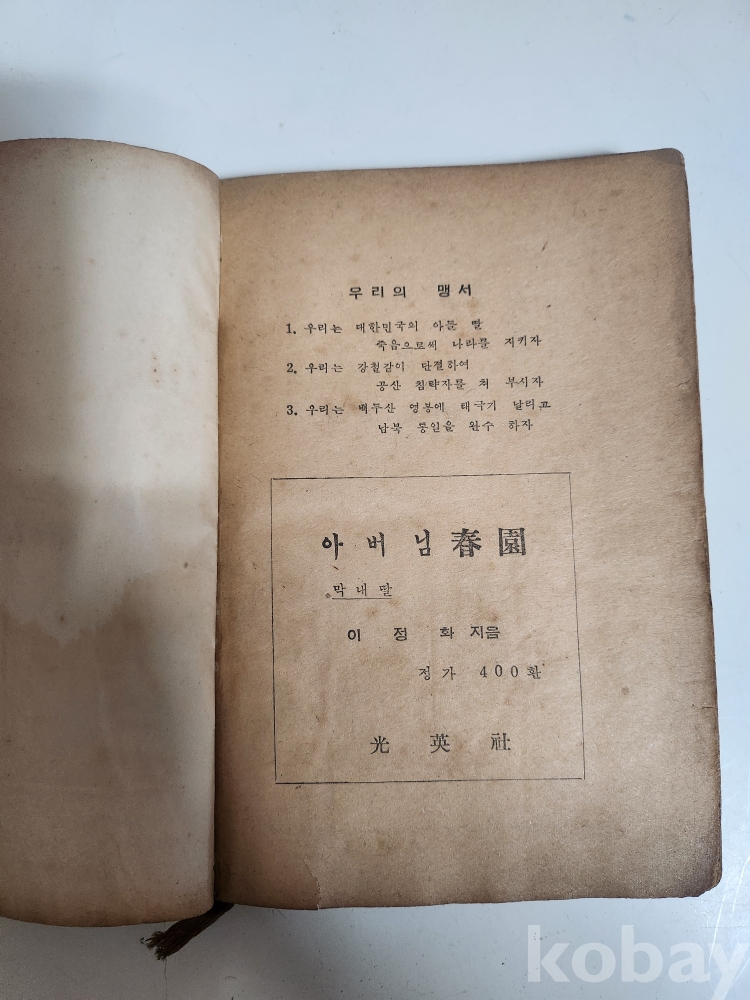 우리의 맹서
1. 우리는 대한민국의 아들 딸
죽음으로써 나라를 지키자
2. 우리는 강철같이 단결하여
공산 침략자를 쳐 부시자
3. 우리는 백두산 영봉에 태극기 날리고
남북 통일을 완수 하자
아버님 春園
막내딸
이정화 지음
정가 400환
光英社
kobay